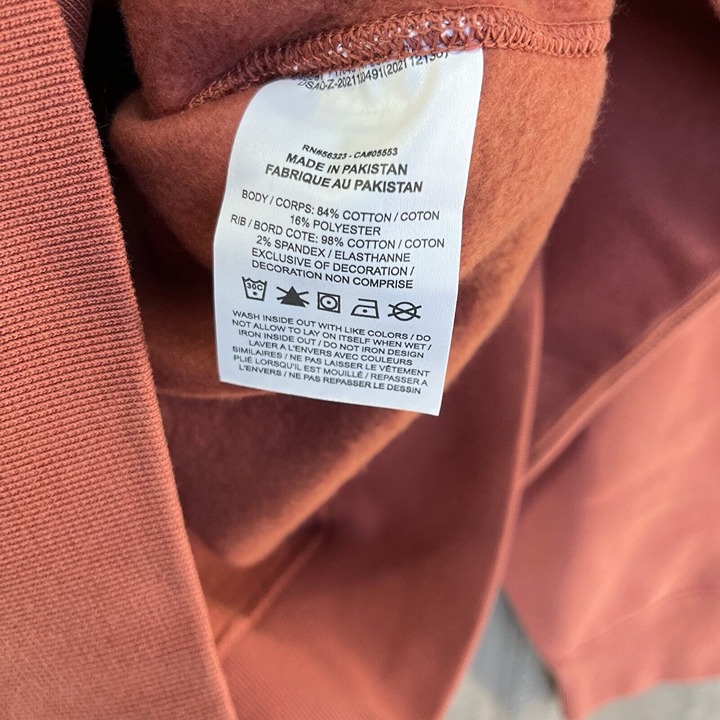 RN#56323 - CA#05553
MADE IN PAKISTAN
FABRIQUE AU PAKISTAN
BODY / CORPS: 84% COTTON / COTON
16% POLYESTER
RIB / BORD COTE: 98% COTTON / COTON
2% SPANDEX / ELASTHANNE
EXCLUSIVE OF DECORATION /
DECORATION NON COMPRISE
30C
WASH INSIDE OUT WITH LIKE COLORS / DO
NOT ALLOW TO LAY ON ITSELF WHEN WET /
IRON INSIDE OUT / DO NOT IRON DESIGN
LAVER A L'ENVERS AVEC COULEURS
SIMILAIRES / NE PAS LAISSER LE VÊTEMENT
PLIÉ LORSQU'IL EST MOUILLÉ / REPASSER A
L'ENVERS / NE PAS REPASSER LE DESSIN